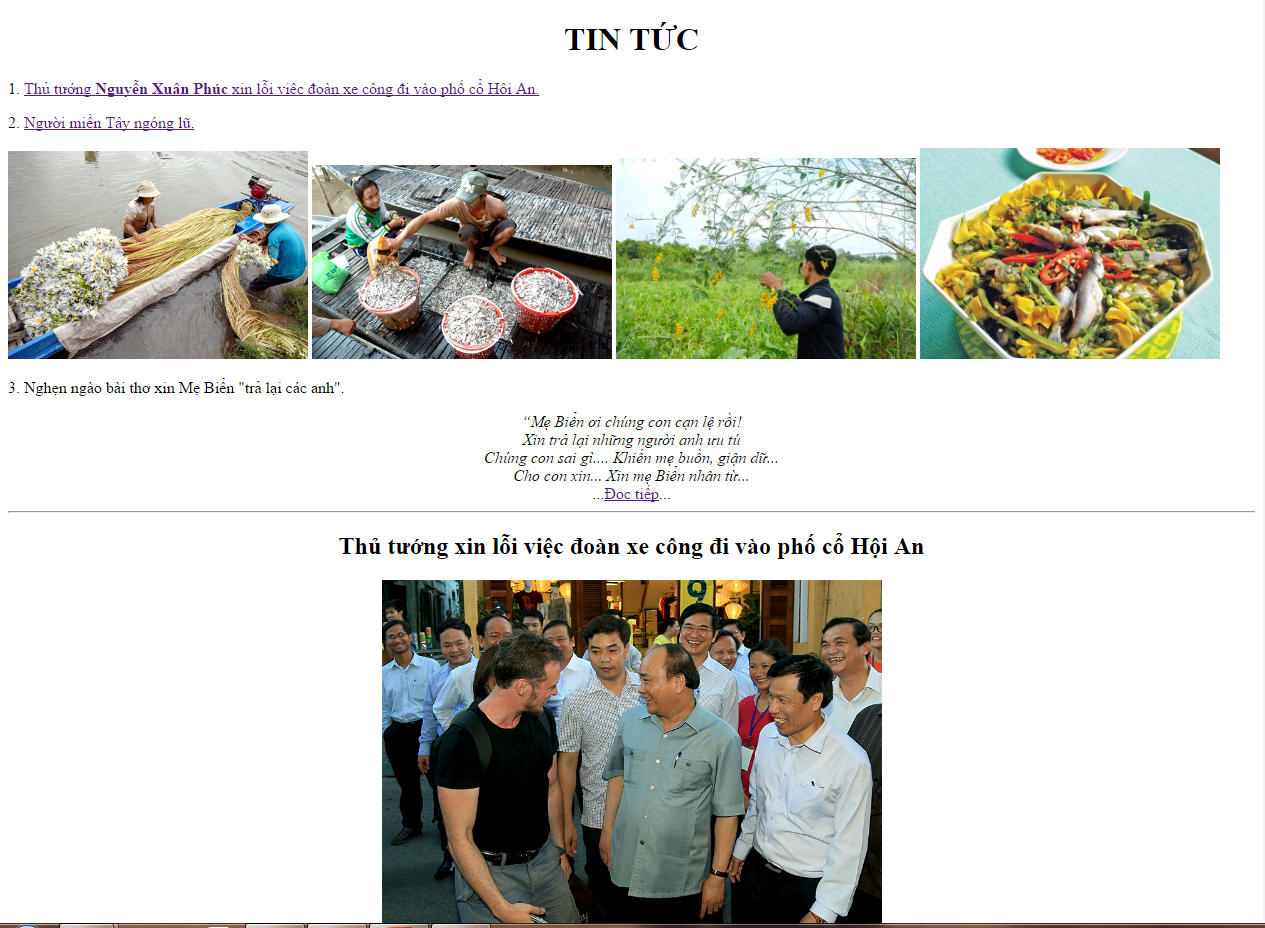 TIN TỨC
1. Thủ tướng Nguyễn Xuân Phúc xin lỗi việc đoàn xe công đi vào phố cổ Hội An.
2. Người miền Tây ngóng lũ.
3. Nghẹn ngào bài thơ xin Mẹ Biển "trả lại các anh".
“Mẹ Biển ơi chúng con cạn lệ rồi!
Xin trả lại những người anh ưu tú
Chúng con sai gì.... Khiến mẹ buồn, giận dữ...
Cho con xin... Xin mẹ Biển nhân từ...
...Đọc tiếp...
Thủ tướng xin lỗi việc đoàn xe công đi vào phố cổ Hội An